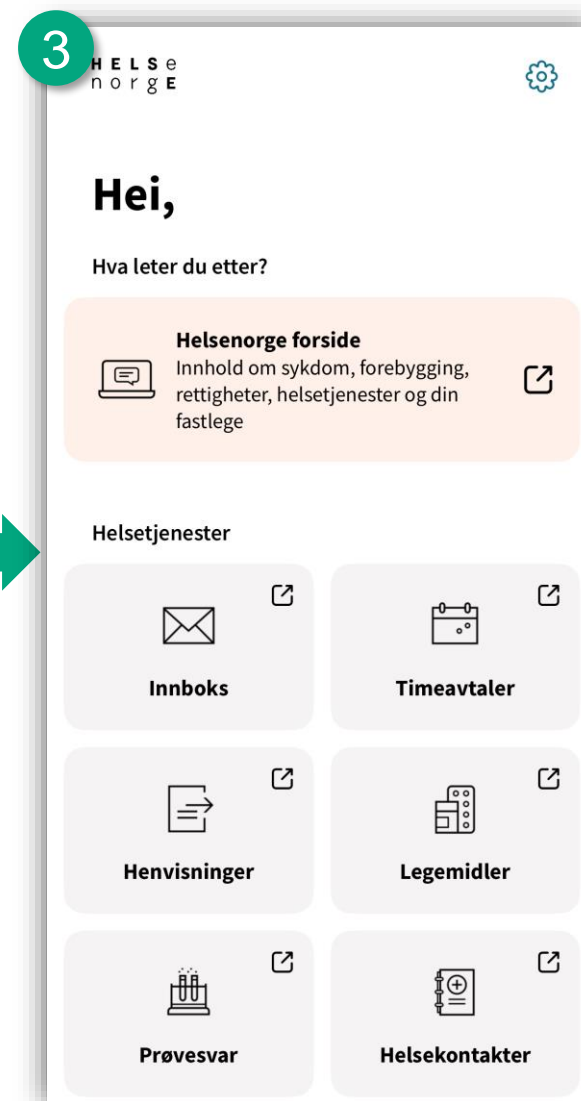 3
HELSe
norgE
Hei,
Hva leter du etter?
Helsenorge forside
Innhold om sykdom, forebygging,
rettigheter, helsetjenester og din
fastlege
Helsetjenester
Innboks
Timeavtaler
Henvisninger
Legemidler
Prøvesvar
Helsekontakter